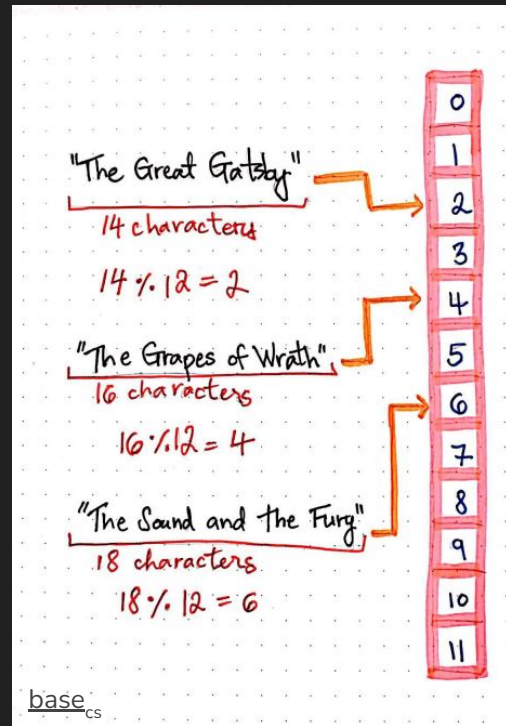 "The Great Gatsby"
14 characters
14 % 12 = 2
"The Grapes of Wrath"
16 characters
16 % 12 = 4
"The Sound and the Fury"
18 characters
18 % 12 = 6
0
1
2
3
4
5
6
7
8
9
10
11
base cs